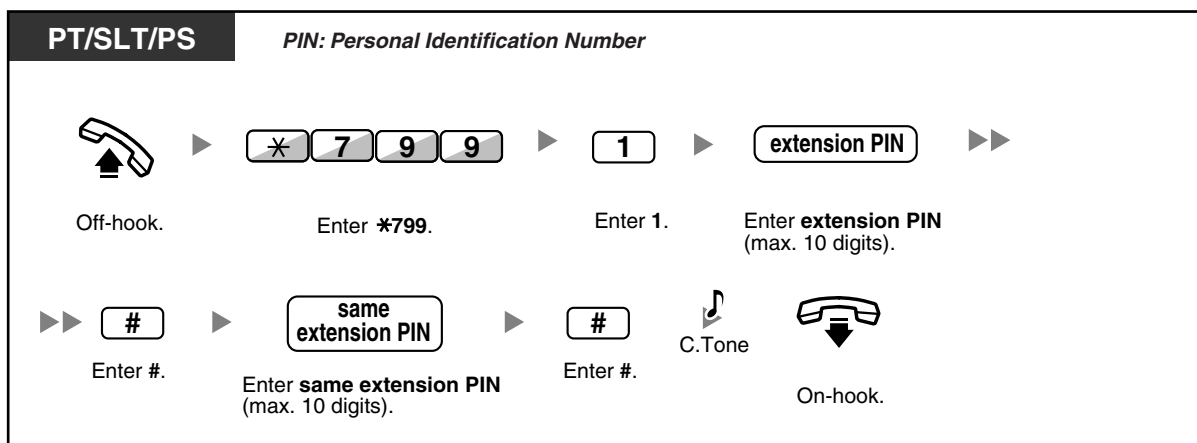 PT/SLT/PS
PIN: Personal Identification Number
* 7 9 9 1 extension PIN
Off-hook. Enter *799. Enter 1. Enter extension PIN
(max. 10 digits).
# same
extension PIN #
C.Tone
Enter #. Enter same extension PIN
(max. 10 digits). Enter #. On-hook.